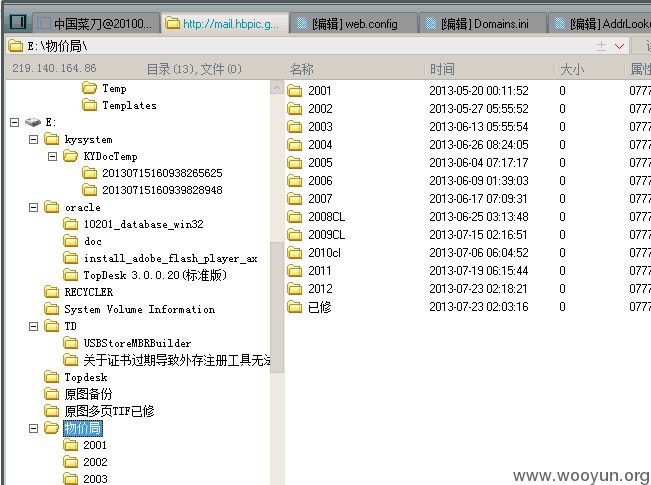 中国菜刀@20100...
http://mail.hbpic.g...
[编辑] web.config
[编辑] Domains.ini
[编辑] AddrLook
E:\物价局\
219.140.164.86
目录(13),文件(0)
名称
时间
大小
属性
Temp
Templates
E:
kysystem
KYDocTemp
20130715160938265625
20130715160939828948
oracle
10201_database_win32
doc
install_adobe_flash_player_ax
TopDesk 3.0.0.20(标准版)
RECYCLER
System Volume Information
TD
USBStoreMBRBuilder
关于证书过期导致外存注册工具无法
Topdesk
原图备份
原图多页TIF已修
物价局
2001
2002
2003
2001 2013-05-20 00:11:52 0 0777
2002 2013-05-27 05:55:52 0 0777
2003 2013-06-13 05:55:54 0 0777
2004 2013-06-26 08:24:05 0 0777
2005 2013-06-04 07:17:17 0 0777
2006 2013-06-09 01:39:03 0 0777
2007 2013-06-17 07:09:31 0 0777
2008CL 2013-06-25 03:13:48 0 0777
2009CL 2013-07-15 02:16:51 0 0777
2010cl 2013-07-06 06:04:52 0 0777
2011 2013-07-19 06:15:44 0 0777
2012 2013-07-23 02:18:21 0 0777
已修 2013-07-23 02:03:16 0 0777
www.wooyun.org